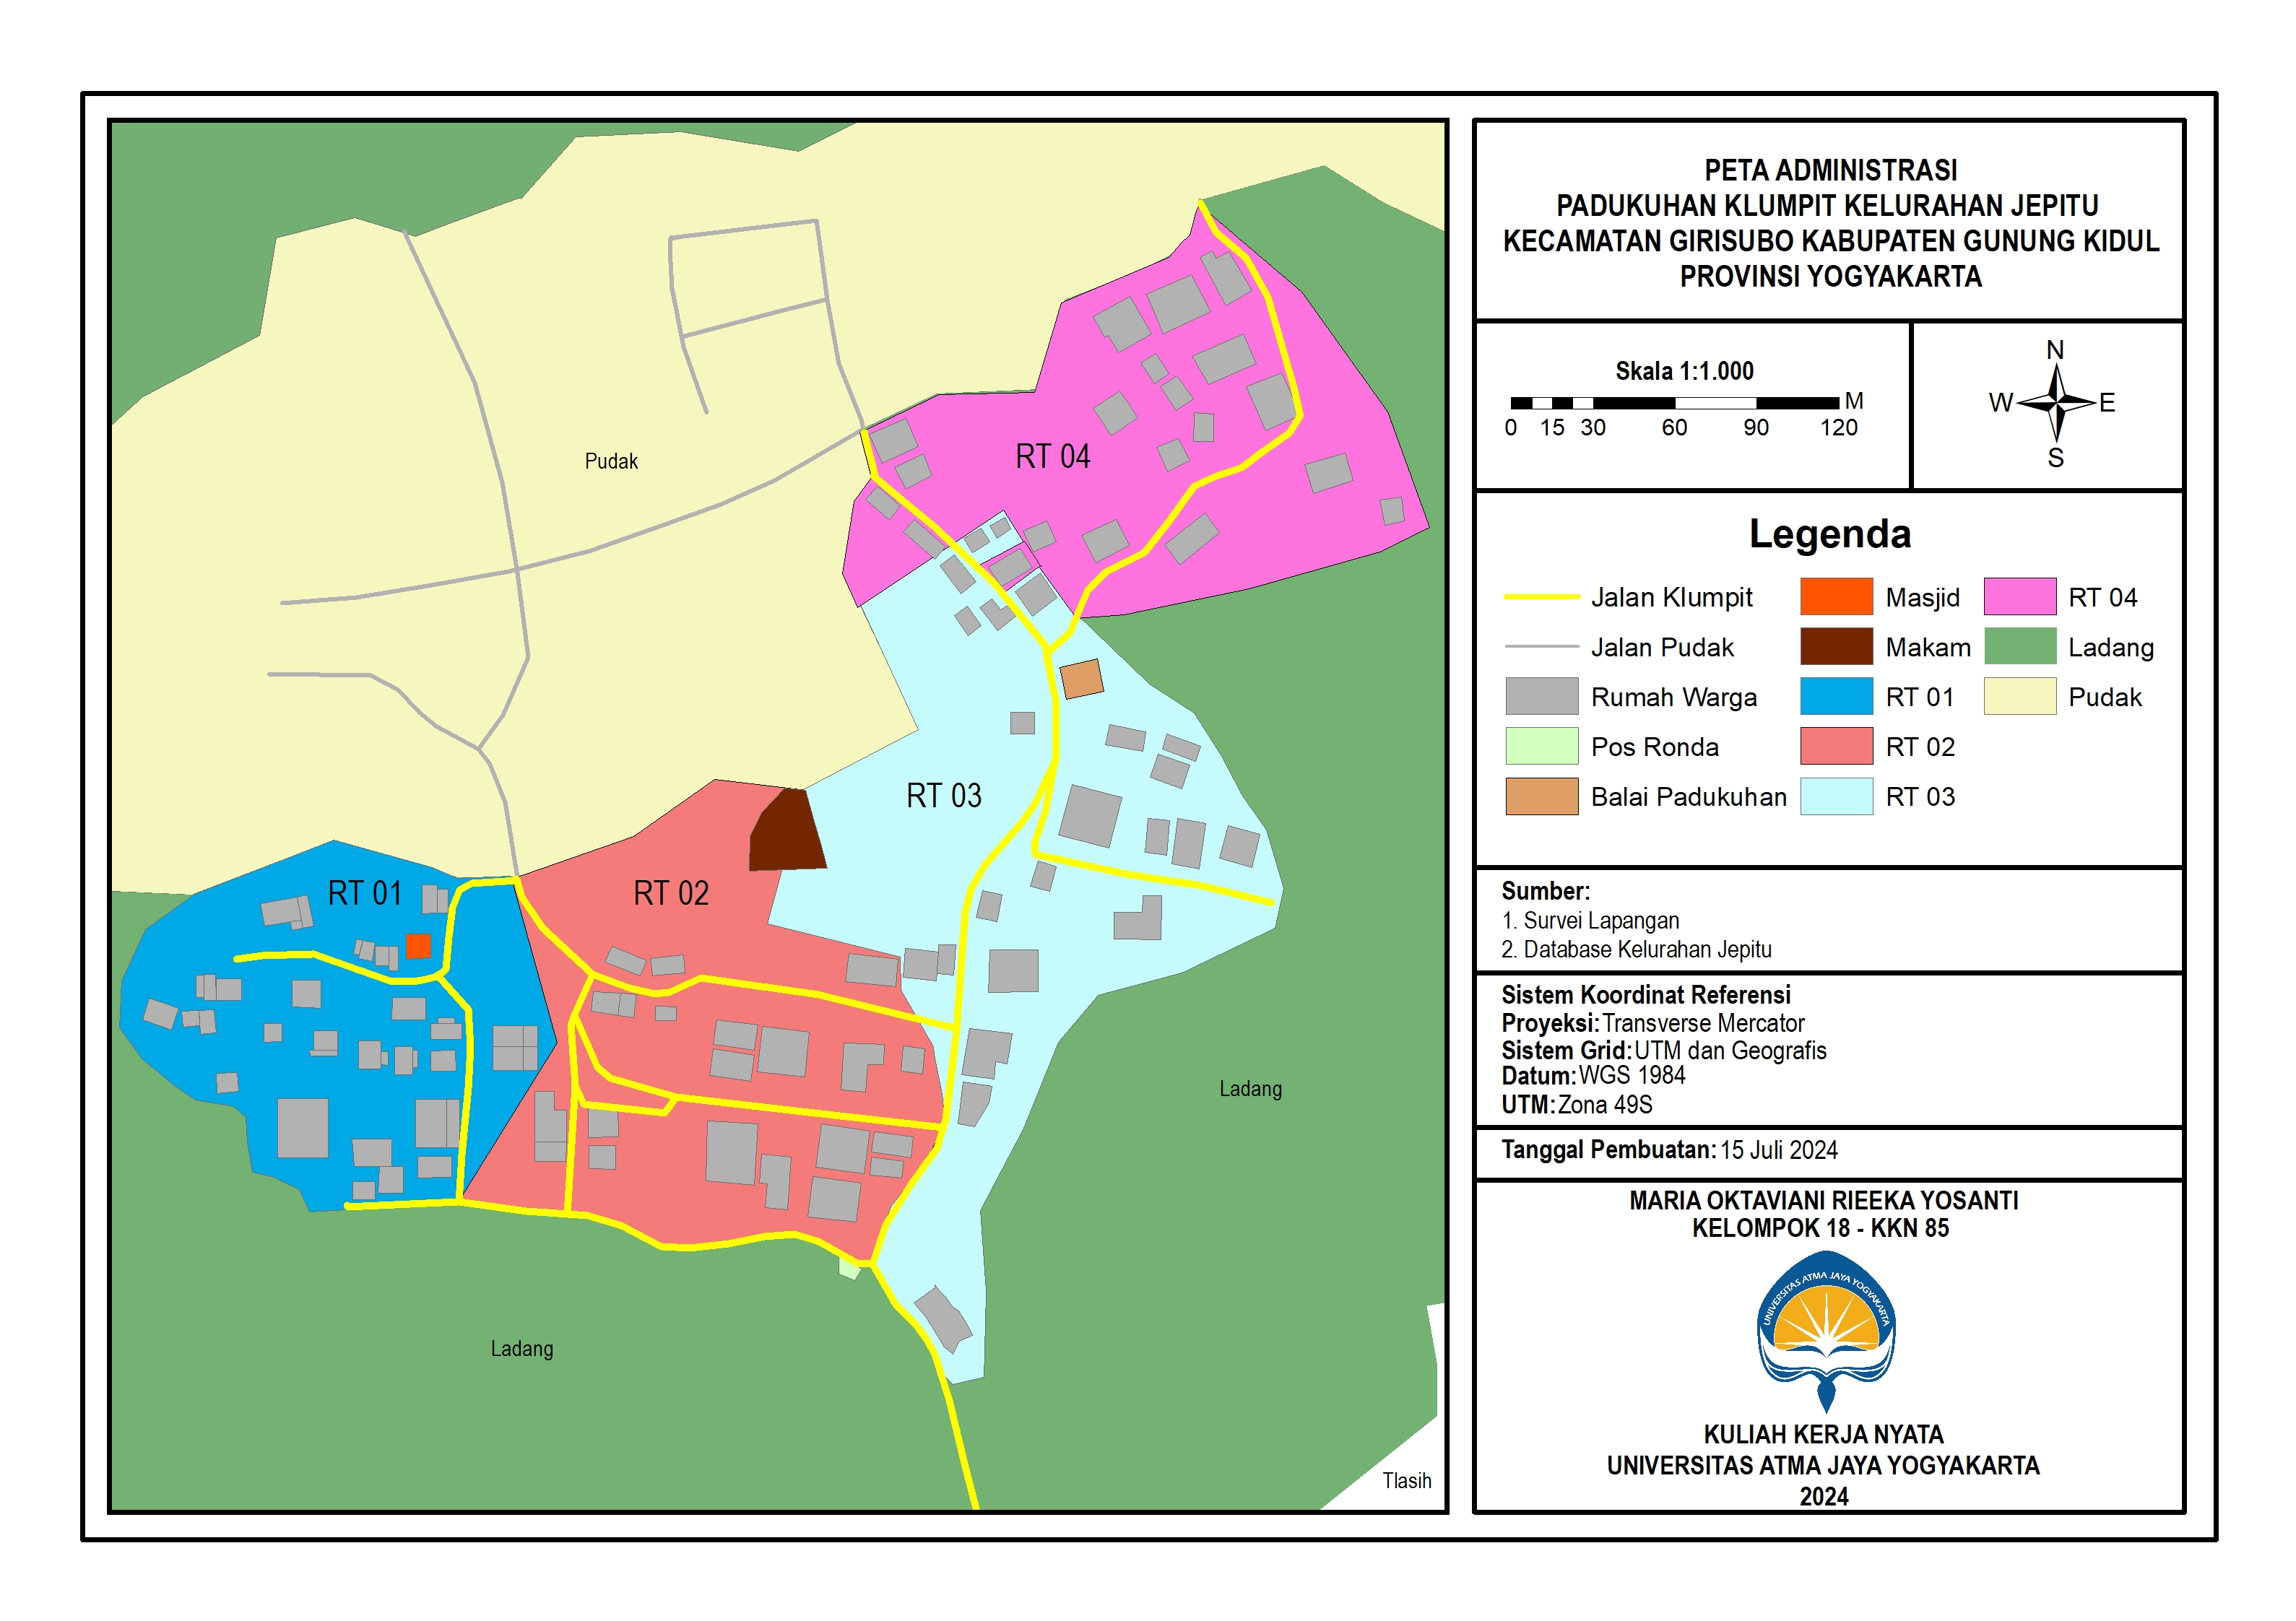 Pudak
RT 04
RT 03
RT 01
RT 02
Ladang
Ladang
Tlasih
PETA ADMINISTRASI
PADUKUHAN KLUMPIT KELURAHAN JEPITU
KECAMATAN GIRISUBO KABUPATEN GUNUNG KIDUL
PROVINSI YOGYAKARTA
Skala 1:1.000
M
0 15 30 60 90 120
N
W E
S
Legenda
Jalan Klumpit
Jalan Pudak
Rumah Warga
Pos Ronda
Balai Padukuhan
Masjid
Makam
RT 01
RT 02
RT 03
RT 04
Ladang
Pudak
Sumber:
1. Survei Lapangan
2. Database Kelurahan Jepitu
Sistem Koordinat Referensi
Proyeksi:Transverse Mercator
Sistem Grid:UTM dan Geografis
Datum:WGS 1984
UTM:Zona 49S
Tanggal Pembuatan:15 Juli 2024
MARIA OKTAVIANI RIEEKA YOSANTI
KELOMPOK 18 - KKN 85
UNIVERSITAS ATMA JAYA YOGYAKARTA
KULIAH KERJA NYATA
UNIVERSITAS ATMA JAYA YOGYAKARTA
2024